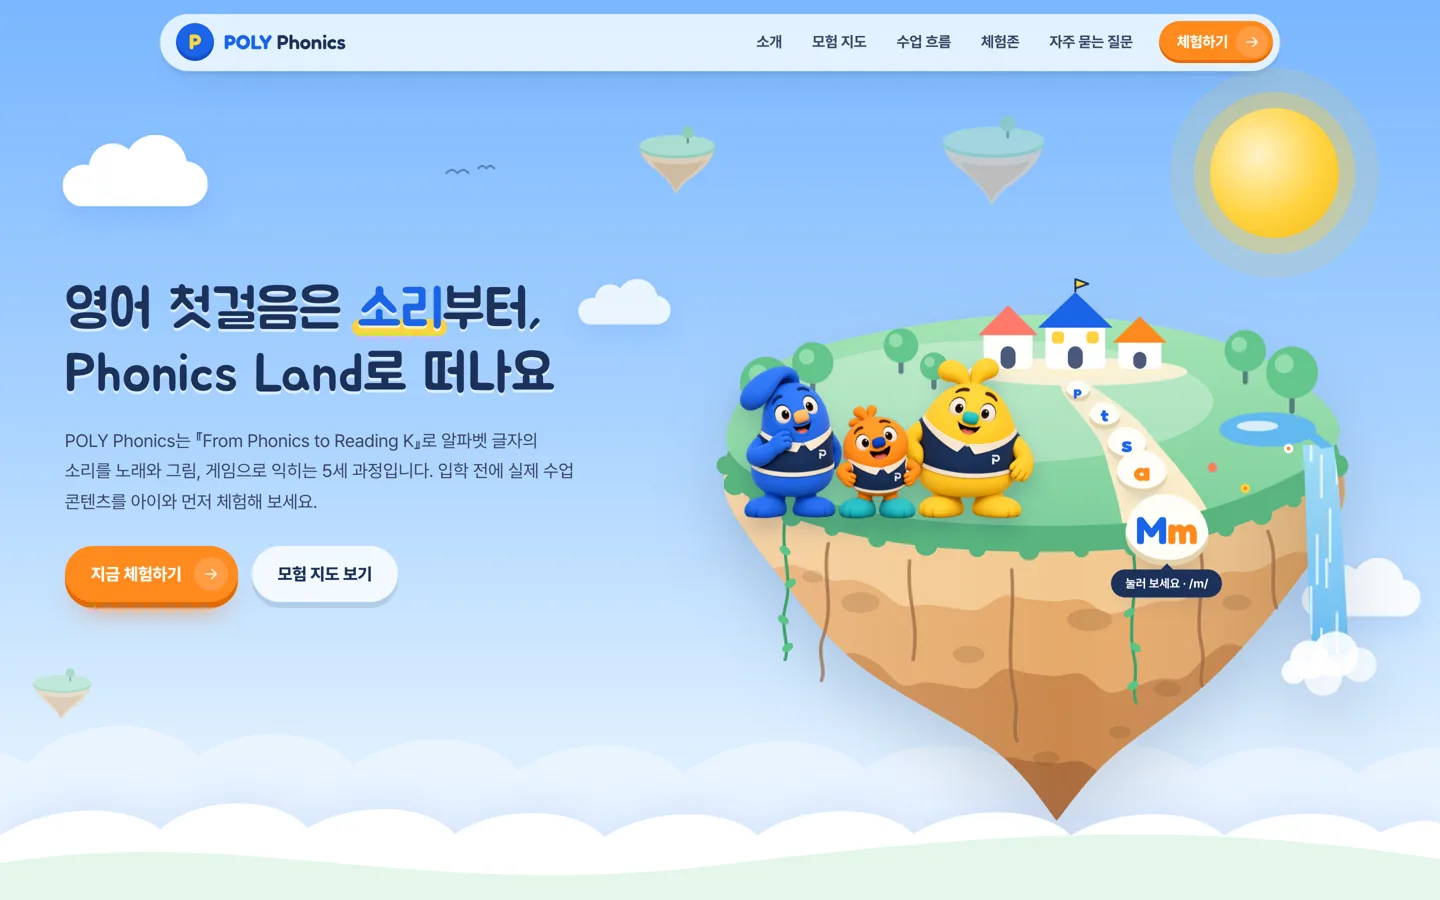 P POLY Phonics
소개 모험 지도 수업 흐름 체험존 자주 묻는 질문 체험하기
영어 첫걸음은 소리부터,
Phonics Land로 떠나요
POLY Phonics는 『From Phonics to Reading K』로 알파벳 글자의
소리를 노래와 그림, 게임으로 익히는 5세 과정입니다. 입학 전에 실제 수업
콘텐츠를 아이와 먼저 체험해 보세요.
지금 체험하기 모험 지도 보기
p
t
s
a
Mm
눌러 보세요 · /m/
P
P
P